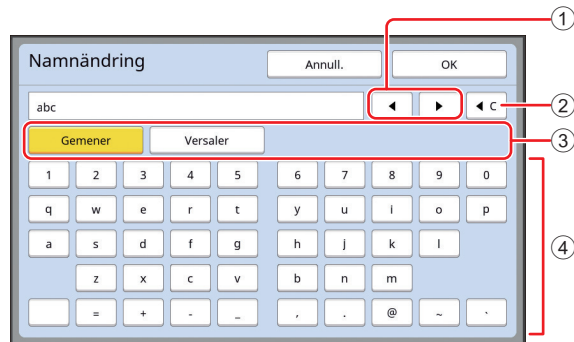 ①
Namnändring Annull. OK
abc ◀ ▶ ◀ C ②
Gemener Versaler ③
1 2 3 4 5 6 7 8 9 0
q w e r t y u i o p
a s d f g h j k l ④
z x c v b n m
= + - _ , . @ ~ `